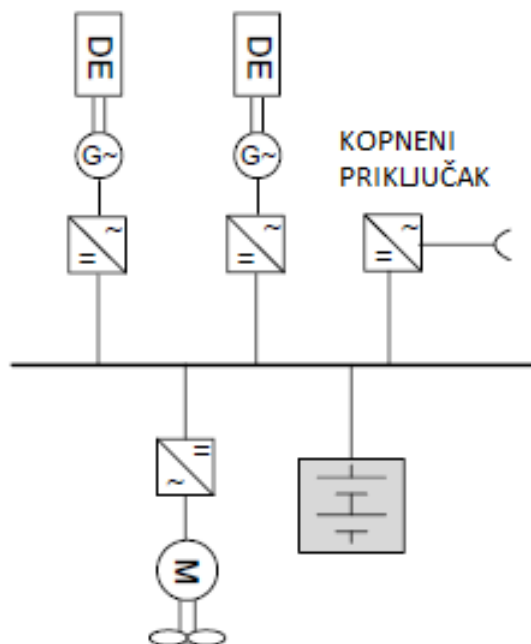 DE
DE
G~
G~
KOPNENI
PRIKLJUČAK
~
=
~
=
~
=
=
~
M